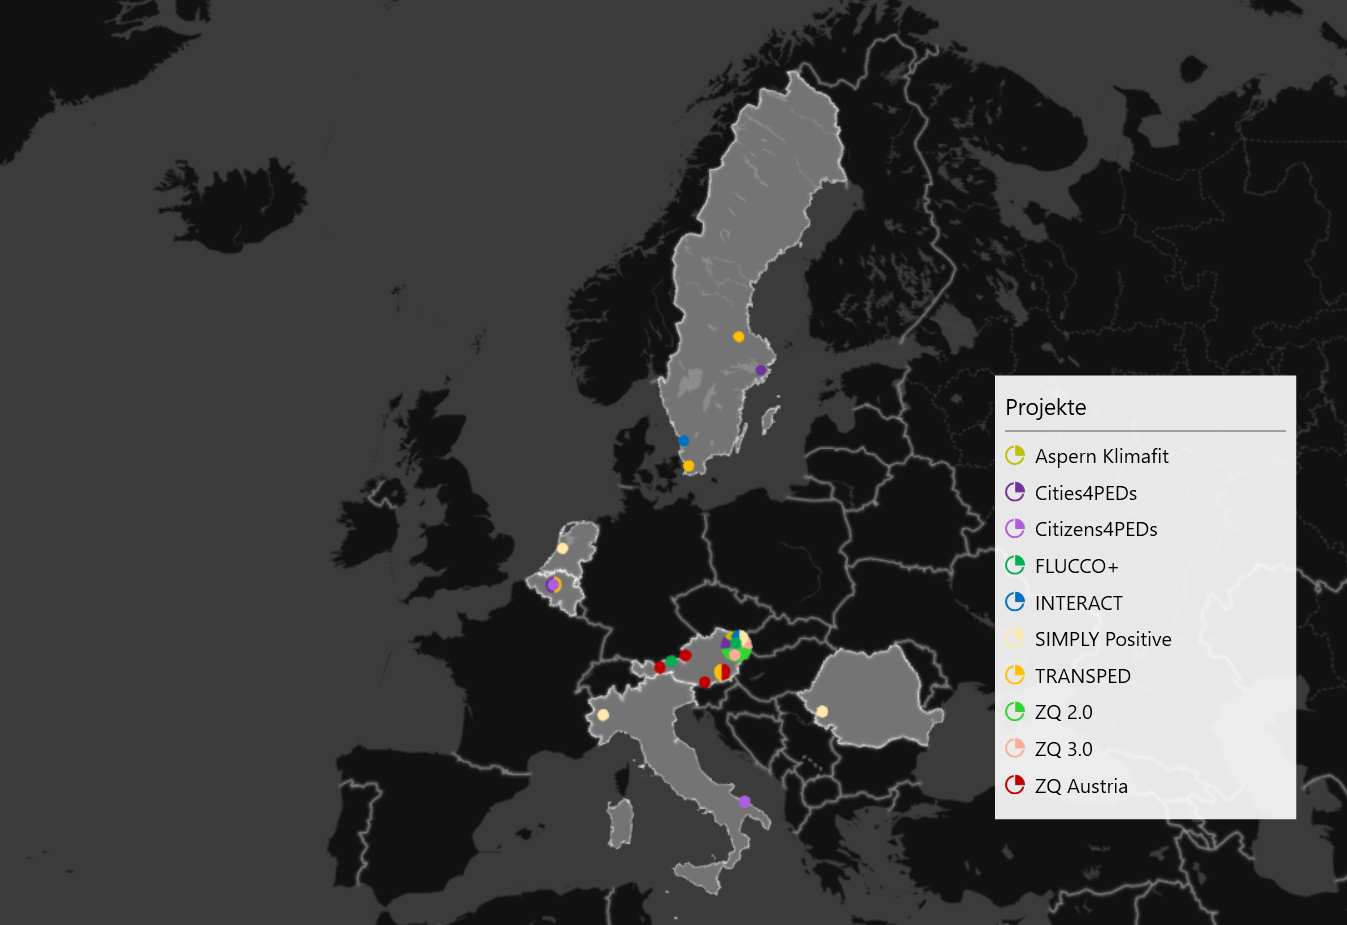 Projekte
Aspern Klimafit
Cities4PEDs
Citizens4PEDs
FLUCCO+
INTERACT
SIMPLY Positive
TRANSPED
ZQ 2.0
ZQ 3.0
ZQ Austria